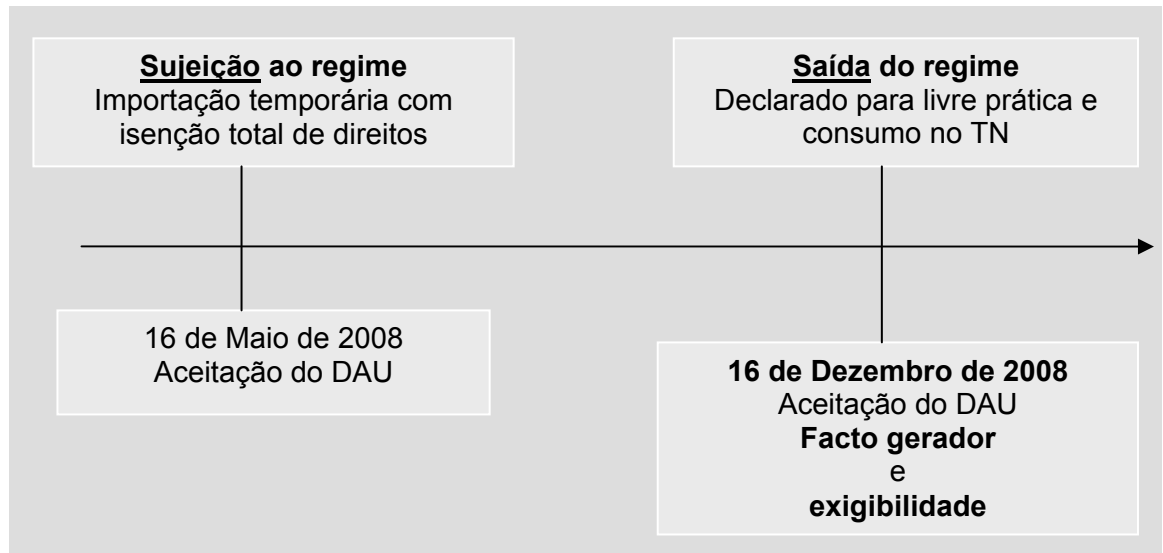 Sujeição ao regime
Importação temporária com
isenção total de direitos
Saída do regime
Declarado para livre prática e
consumo no TN
16 de Maio de 2008
Aceitação do DAU
16 de Dezembro de 2008
Aceitação do DAU
Facto gerador
e
exigibilidade